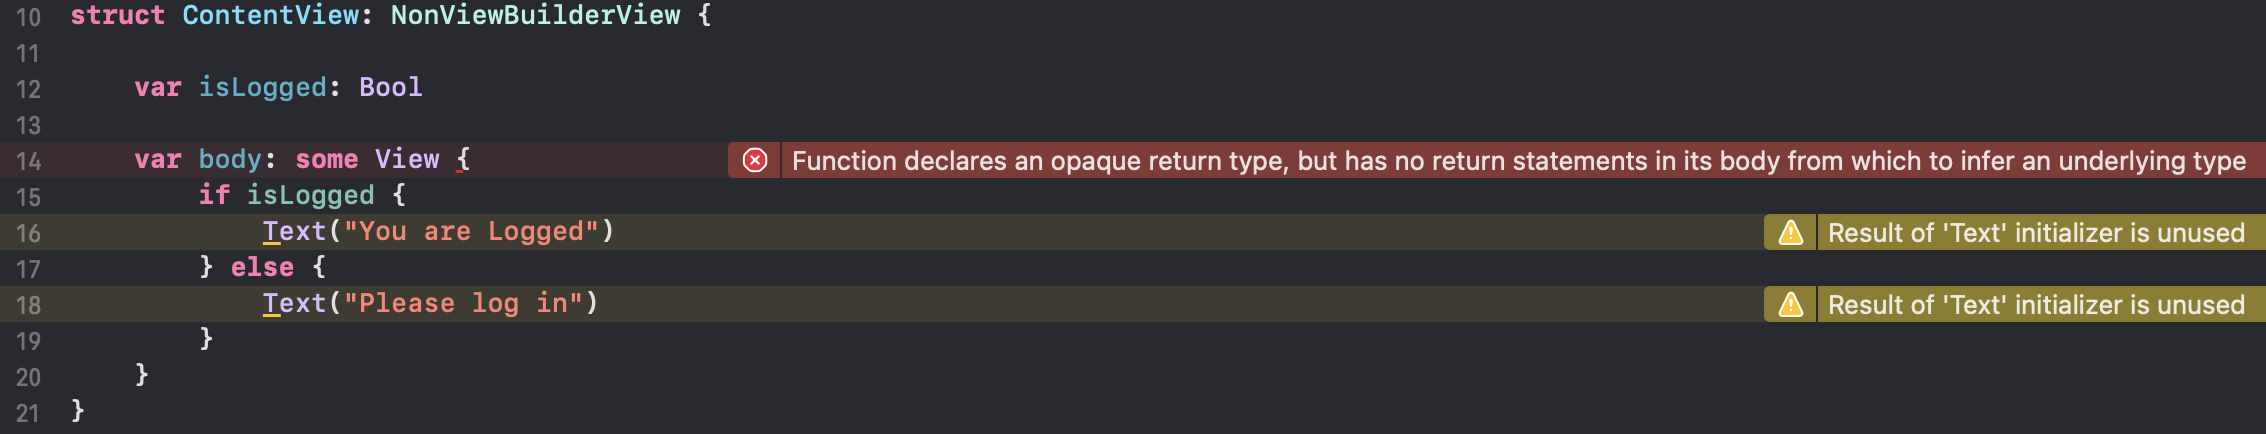 10 struct ContentView: NonViewBuilderView {
11
12 var isLogged: Bool
13
14 var body: some View { Function declares an opaque return type, but has no return statements in its body from which to infer an underlying type
15 if isLogged {
16 Text("You are Logged") Result of 'Text' initializer is unused
17 } else {
18 Text("Please log in") Result of 'Text' initializer is unused
19 }
20 }
21 }